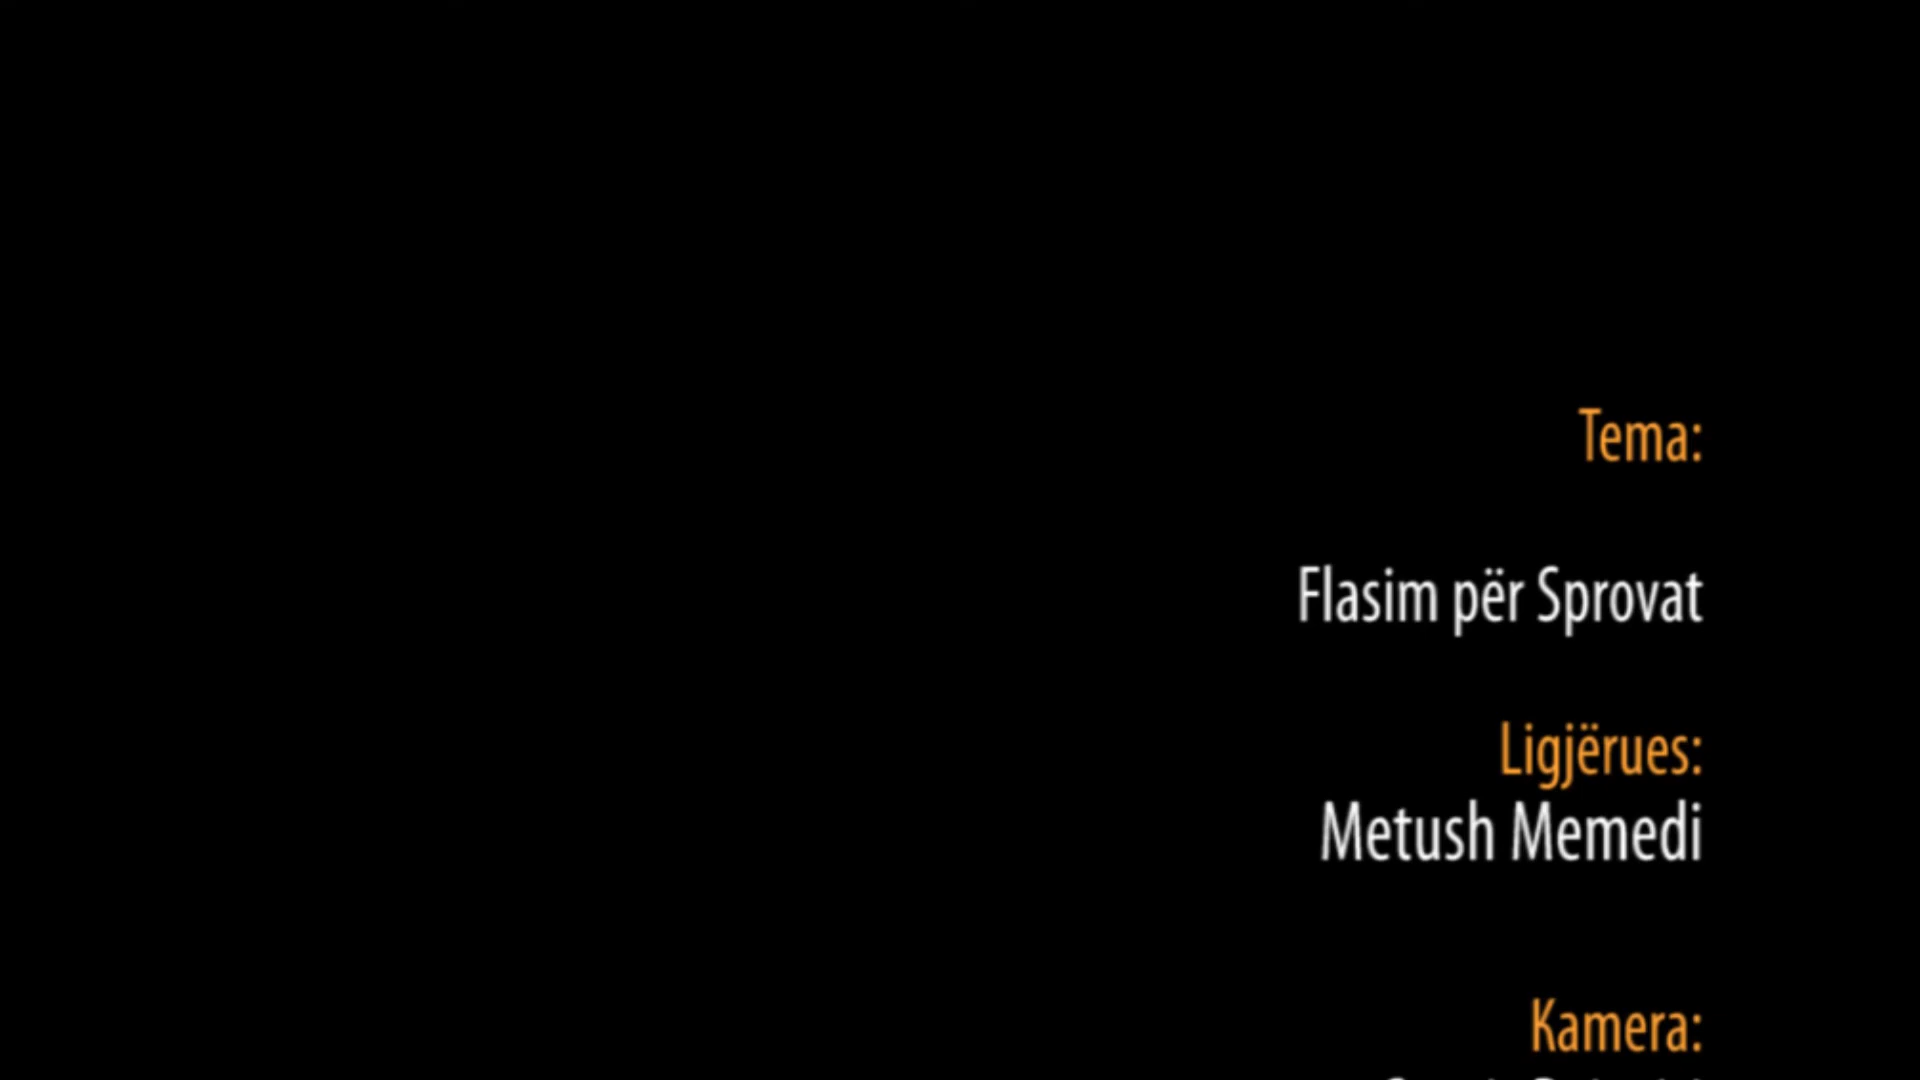 Tema:
Flasim për Sprovat
Ligjërues:
Metush Memedi
Kamera: